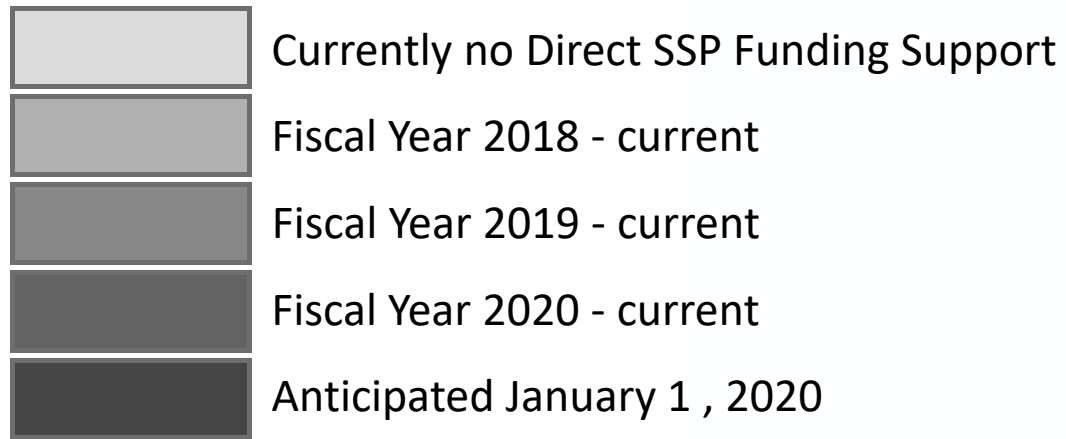 Currently no Direct SSP Funding Support
Fiscal Year 2018 - current
Fiscal Year 2019 - current
Fiscal Year 2020 - current
Anticipated January 1 , 2020